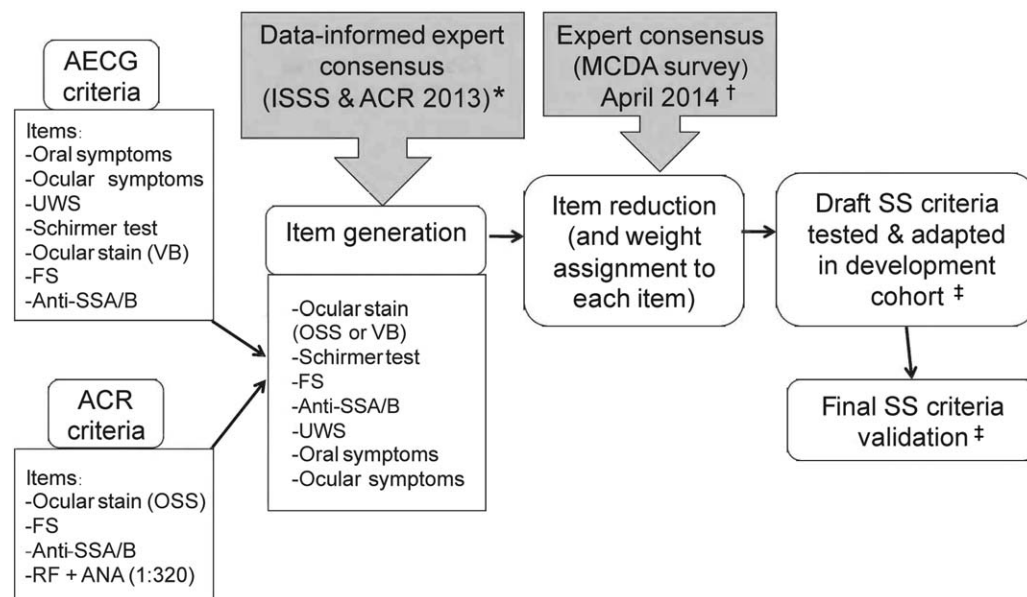 AECG
criteria
Items:
-Oral symptoms
-Ocular symptoms
-UWS
-Schirmer test
-Ocular stain (VB)
-FS
-Anti-SSA/B
ACR
criteria
Items:
-Ocular stain (OSS)
-FS
-Anti-SSA/B
-RF + ANA (1:320)
Data-informed expert
consensus
(ISSS & ACR 2013)*
Item generation
-Ocular stain
(OSS or VB)
-Schirmer test
-FS
-Anti-SSA/B
-UWS
-Oral symptoms
-Ocular symptoms
Expert consensus
(MCDA survey)
April 2014 †
Item reduction
(and weight
assignment to
each item)
Draft SS criteria
tested & adapted
in development
cohort ‡
Final SS criteria
validation ‡